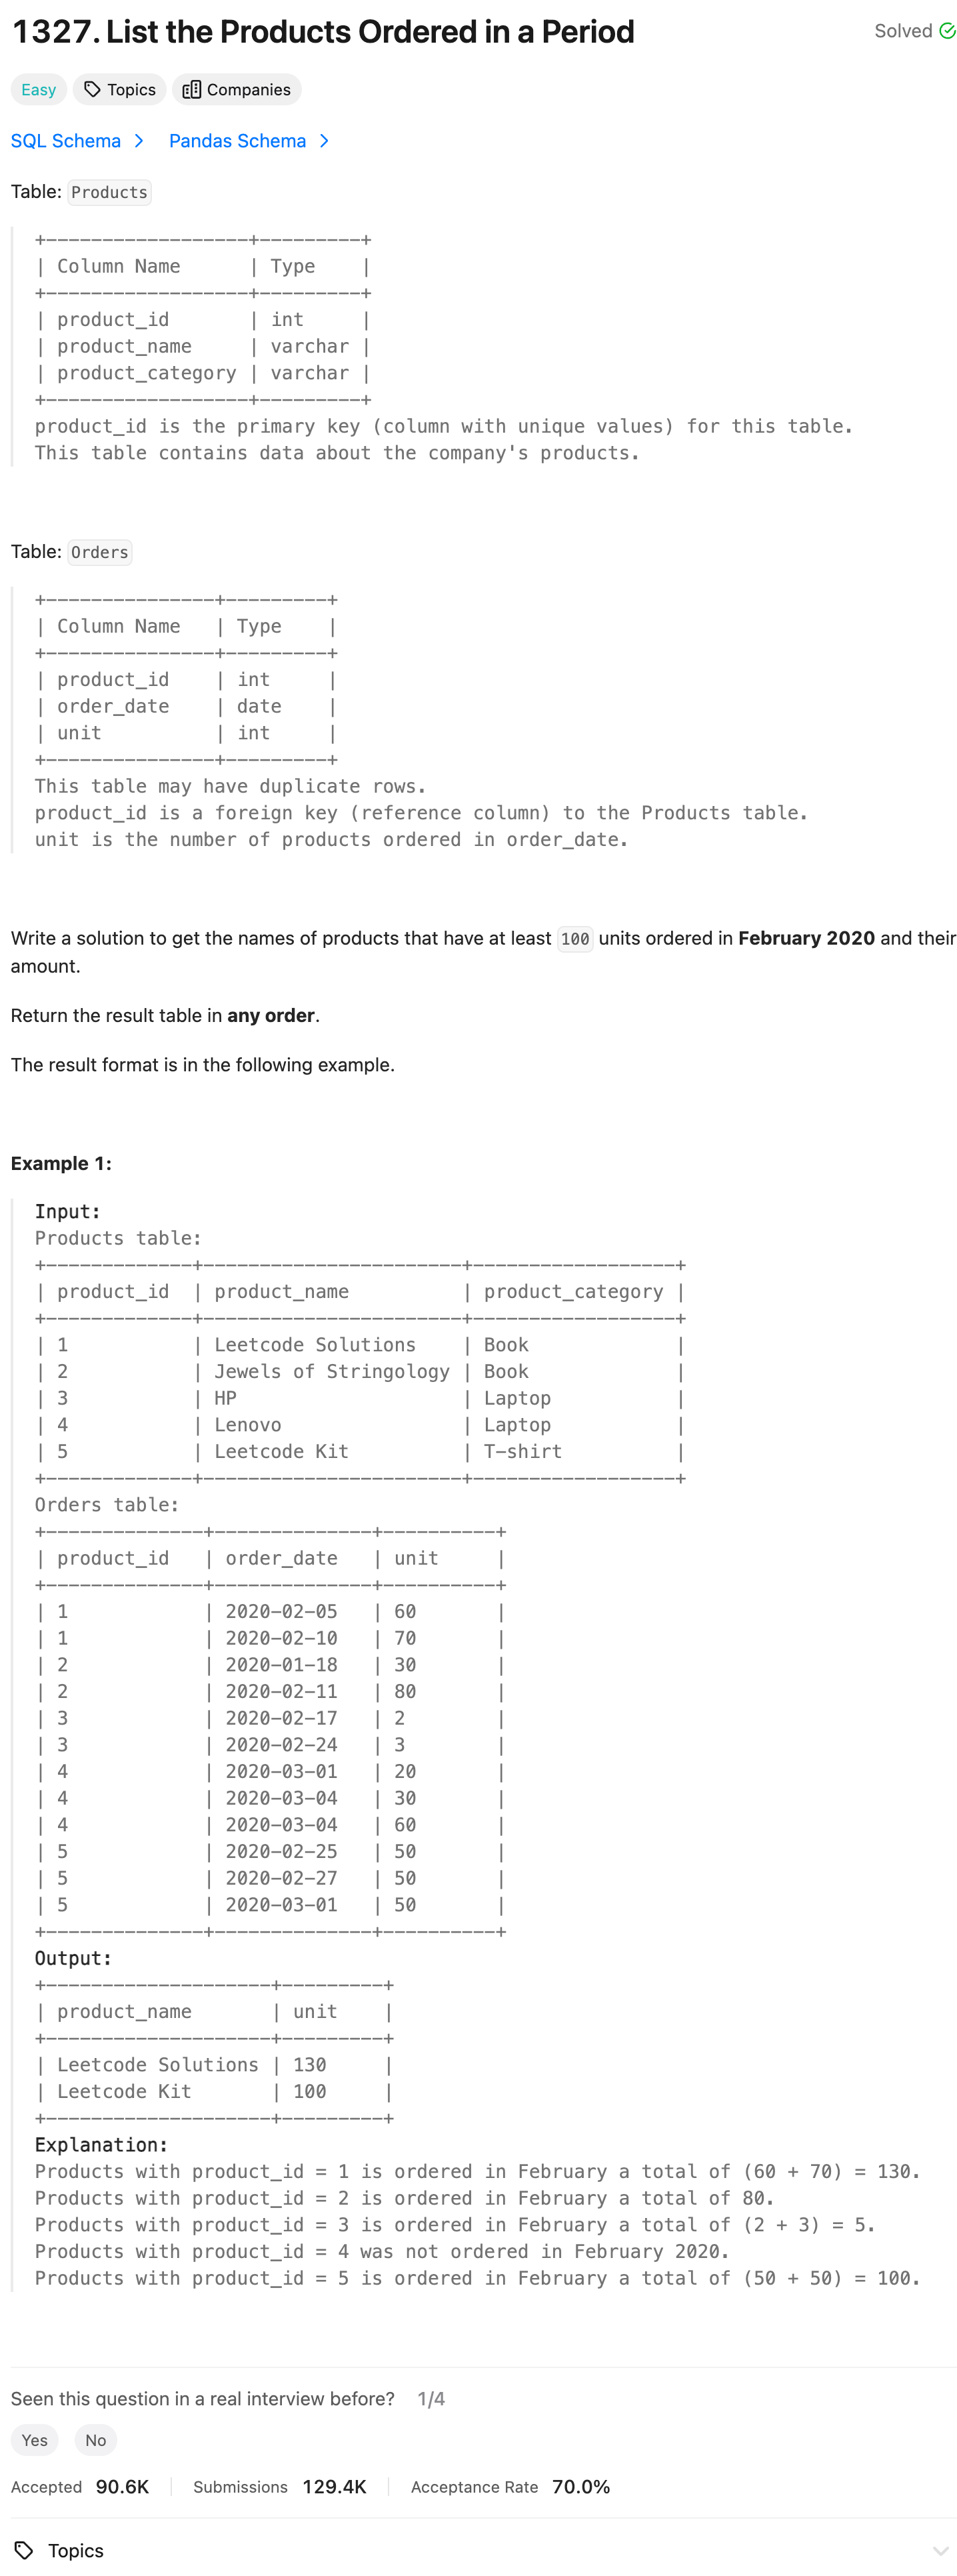 1327. List the Products Ordered in a Period
Solved
Easy
Topics
Companies
SQL Schema
Pandas Schema
Table: Products
+------------------+---------+
| Column Name      | Type    |
+------------------+---------+
| product_id       | int     |
| product_name     | varchar |
| product_category | varchar |
+------------------+---------+
product_id is the primary key (column with unique values) for this table.
This table contains data about the company's products.
Table: Orders
+---------------+---------+
| Column Name   | Type    |
+---------------+---------+
| product_id    | int     |
| order_date    | date    |
| unit          | int     |
+---------------+---------+
This table may have duplicate rows.
product_id is a foreign key (reference column) to the Products table.
unit is the number of products ordered in order_date.
Write a solution to get the names of products that have at least 100 units ordered in February 2020 and their
amount.
Return the result table in any order.
The result format is in the following example.
Example 1:
Input:
Products table:
+-------------+-----------------------+------------------+
| product_id  | product_name          | product_category |
+-------------+-----------------------+------------------+
| 1           | Leetcode Solutions    | Book             |
| 2           | Jewels of Stringology | Book             |
| 3           | HP                    | Laptop           |
| 4           | Lenovo                | Laptop           |
| 5           | Leetcode Kit          | T-shirt          |
+-------------+-----------------------+------------------+
Orders table:
+--------------+--------------+----------+
| product_id   | order_date   | unit     |
+--------------+--------------+----------+
| 1            | 2020-02-05   | 60       |
| 1            | 2020-02-10   | 70       |
| 2            | 2020-01-18   | 30       |
| 2            | 2020-02-11   | 80       |
| 3            | 2020-02-17   | 2        |
| 3            | 2020-02-24   | 3        |
| 4            | 2020-03-01   | 20       |
| 4            | 2020-03-04   | 30       |
| 4            | 2020-03-04   | 60       |
| 5            | 2020-02-25   | 50       |
| 5            | 2020-02-27   | 50       |
| 5            | 2020-03-01   | 50       |
+--------------+--------------+----------+
Output:
+--------------------+---------+
| product_name       | unit    |
+--------------------+---------+
| Leetcode Solutions | 130     |
| Leetcode Kit       | 100     |
+--------------------+---------+
Explanation:
Products with product_id = 1 is ordered in February a total of (60 + 70) = 130.
Products with product_id = 2 is ordered in February a total of 80.
Products with product_id = 3 is ordered in February a total of (2 + 3) = 5.
Products with product_id = 4 was not ordered in February 2020.
Products with product_id = 5 is ordered in February a total of (50 + 50) = 100.
Seen this question in a real interview before? 1/4
Yes
No
Accepted 90.6K | Submissions 129.4K | Acceptance Rate 70.0%
Topics